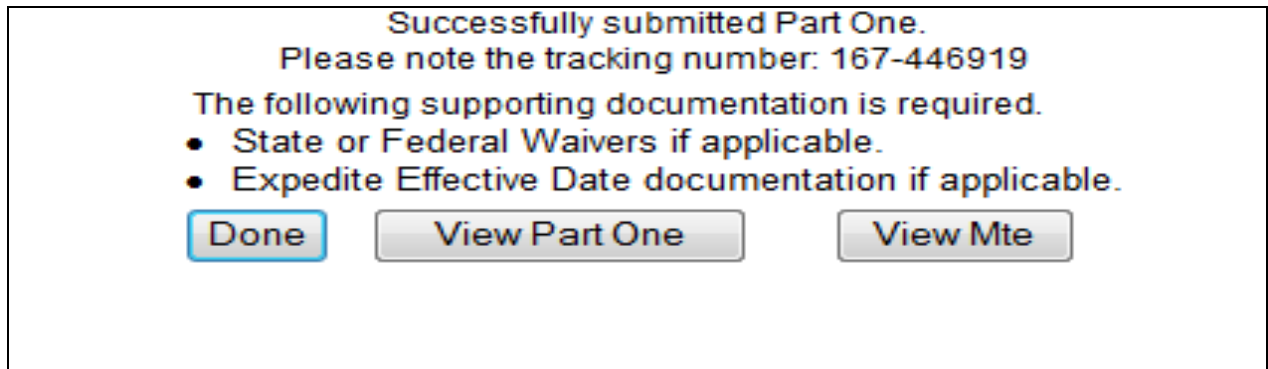 Successfully submitted Part One.
Please note the tracking number: 167-446919
The following supporting documentation is required.
• State or Federal Waivers if applicable.
• Expedite Effective Date documentation if applicable.
Done View Part One View Mte